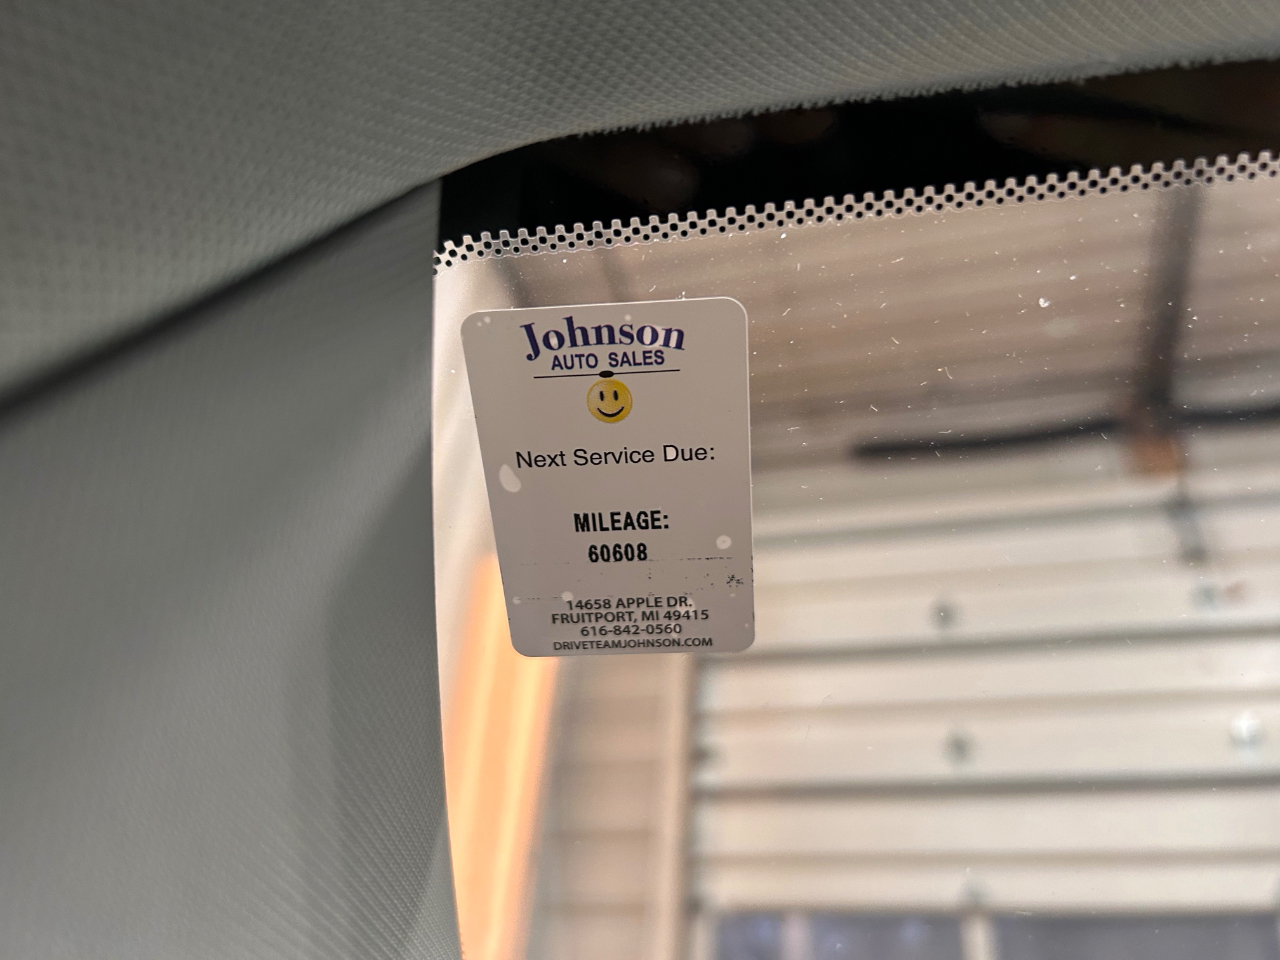 Johnson
AUTO SALES
Next Service Due:
MILEAGE:
60608
14658 APPLE DR.
FRUITPORT, MI 49415
616-842-0560
DRIVETEAMJOHNSON.COM